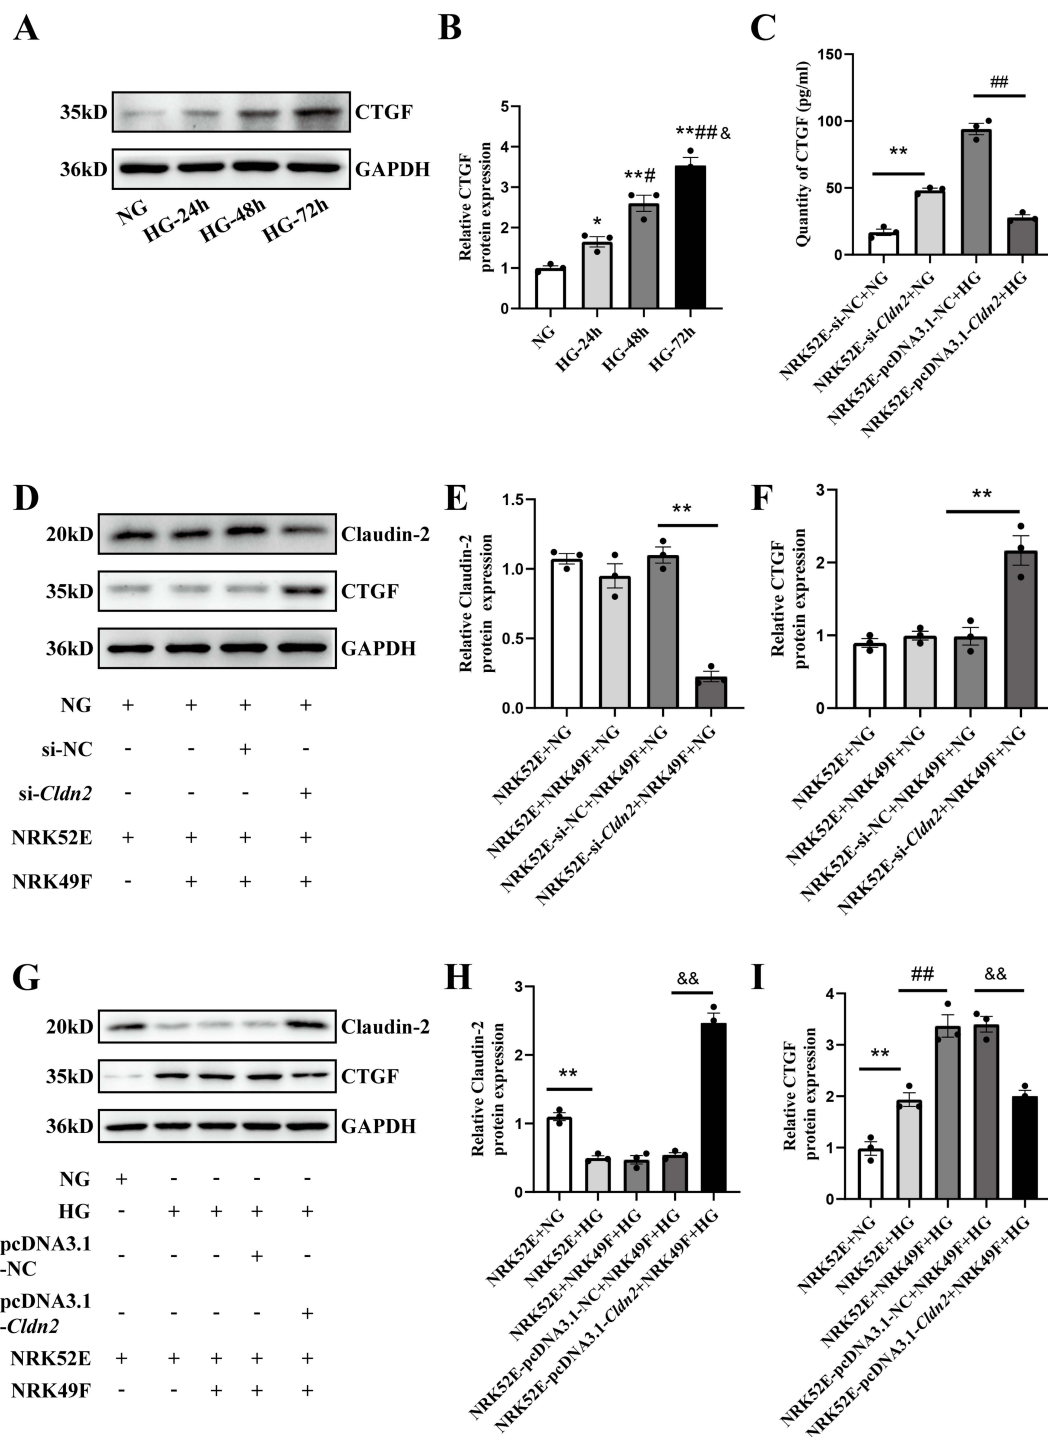 A
35kD CTGF
36kD GAPDH
NG HG-24h HG-48h HG-72h
B
Relative CTGF
protein expression
5
4
3
2
1
0
*
**#
**##&
NG HG-24h HG-48h HG-72h
C
Quantity of CTGF (pg/ml)
150
100
50
0
**
##
NRK52E-si-NC+NG
NRK52E-si-Cldn2+NG
NRK52E-pcDNA3.1-NC+HG
NRK52E-pcDNA3.1-Cldn2+HG
D
20kD Claudin-2
35kD CTGF
36kD GAPDH
NG + + + +
si-NC - - + -
si-Cldn2 - - - +
NRK52E + + + +
NRK49F - + + +
E
Relative Claudin-2
protein expression
1.5
1.0
0.5
0.0
**
NRK52E+NG
NRK52E+NRK49F+NG
NRK52E-si-NC+NRK49F+NG
NRK52E-si-Cldn2+NRK49F+NG
F
Relative CTGF
protein expression
3
2
1
0
**
NRK52E+NG
NRK52E+NRK49F+NG
NRK52E-si-NC+NRK49F+NG
NRK52E-si-Cldn2+NRK49F+NG
G
20kD Claudin-2
35kD CTGF
36kD GAPDH
NG + - - - -
HG - + + + +
pcDNA3.1
-NC - - - + -
pcDNA3.1
-Cldn2 - - - - +
NRK52E + + + + +
NRK49F - - + + +
H
Relative Claudin-2
protein expression
3
2
1
0
**
&&
NRK52E+NG
NRK52E+HG
NRK52E+NRK49F+HG
NRK52E-pcDNA3.1-NC+NRK49F+HG
NRK52E-pcDNA3.1-Cldn2+NRK49F+HG
I
Relative CTGF
protein expression
4
3
2
1
0
**
##
&&
NRK52E+NG
NRK52E+HG
NRK52E+NRK49F+HG
NRK52E-pcDNA3.1-NC+NRK49F+HG
NRK52E-pcDNA3.1-Cldn2+NRK49F+HG